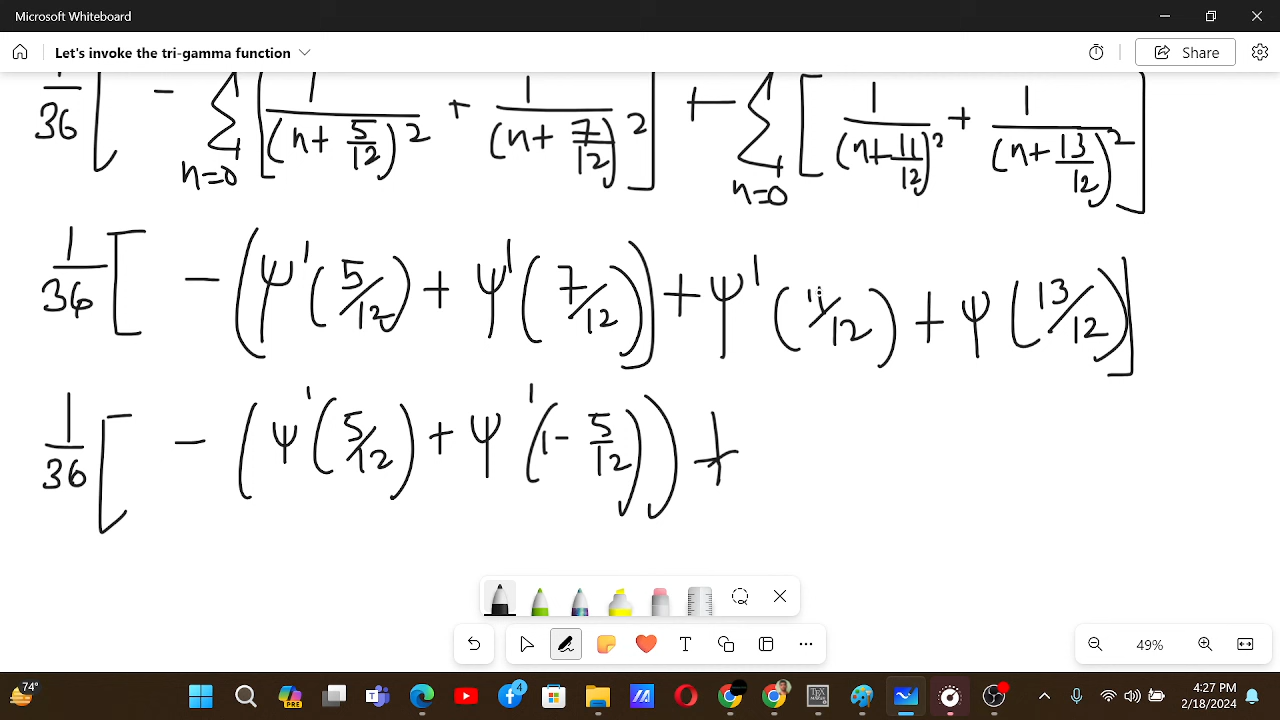 Microsoft Whiteboard
Let's invoke the tri-gamma function
Share
1/36 [ - ∑ n=0 [ 1/(n+ 5/12)^2 + 1/(n+ 7/12)^2 ] + ∑ n=0 [ 1/(n+ 11/12)^2 + 1/(n+ 13/12)^2 ]
1/36 [ - (ψ'(5/12) + ψ'(7/12)) + ψ'(11/12) + ψ(13/12) ]
1/36 [ - (ψ'(5/12) + ψ'(1 - 5/12)) +
49%
74°
PRE
4
4:27 PM
2/18/2024